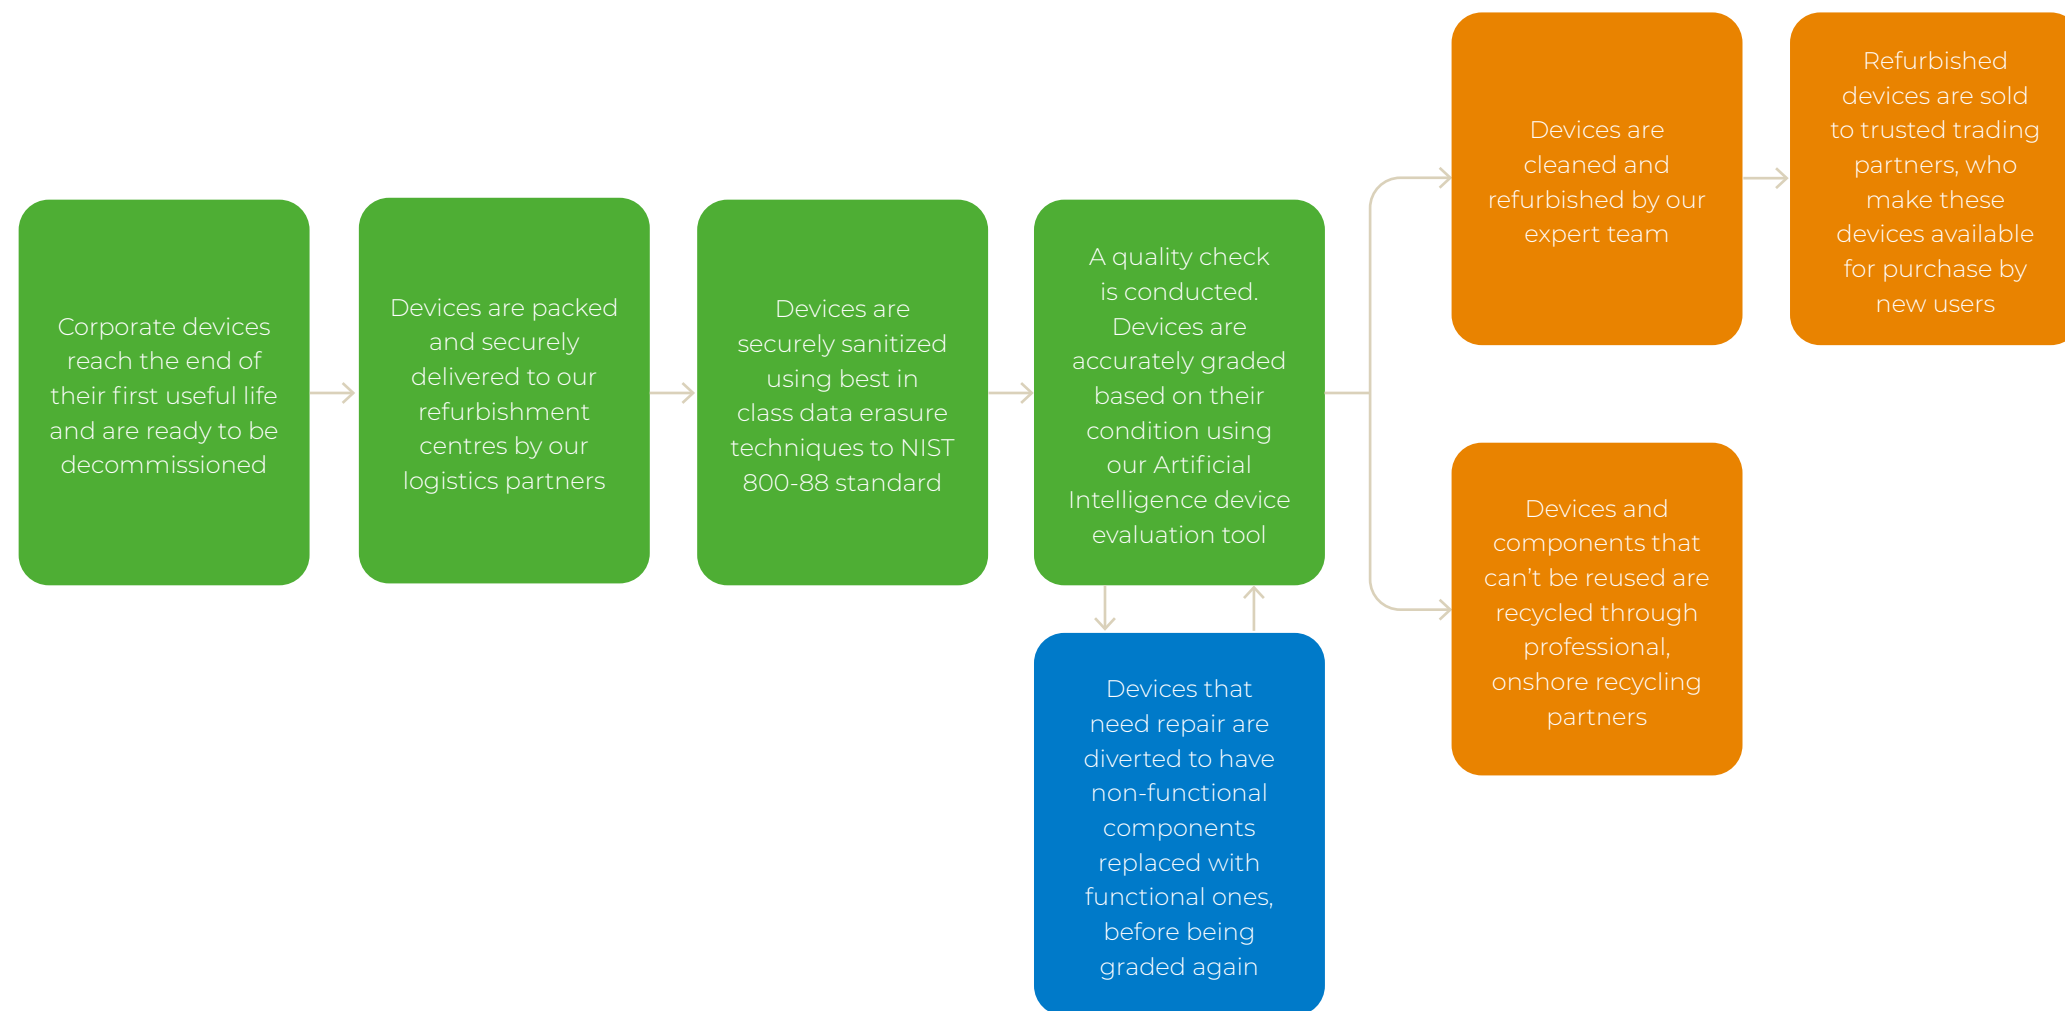 Corporate devices
reach the end of
their first useful life
and are ready to be
decommissioned
Devices are packed
and securely
delivered to our
refurbishment
centres by our
logistics partners
Devices are
securely sanitized
using best in
class data erasure
techniques to NIST
800-88 standard
A quality check
is conducted.
Devices are
accurately graded
based on their
condition using
our Artificial
Intelligence device
evaluation tool
Devices that
need repair are
diverted to have
non-functional
components
replaced with
functional ones,
before being
graded again
Devices are
cleaned and
refurbished by our
expert team
Refurbished
devices are sold
to trusted trading
partners, who
make these
devices available
for purchase by
new users
Devices and
components that
can’t be reused are
recycled through
professional,
onshore recycling
partners